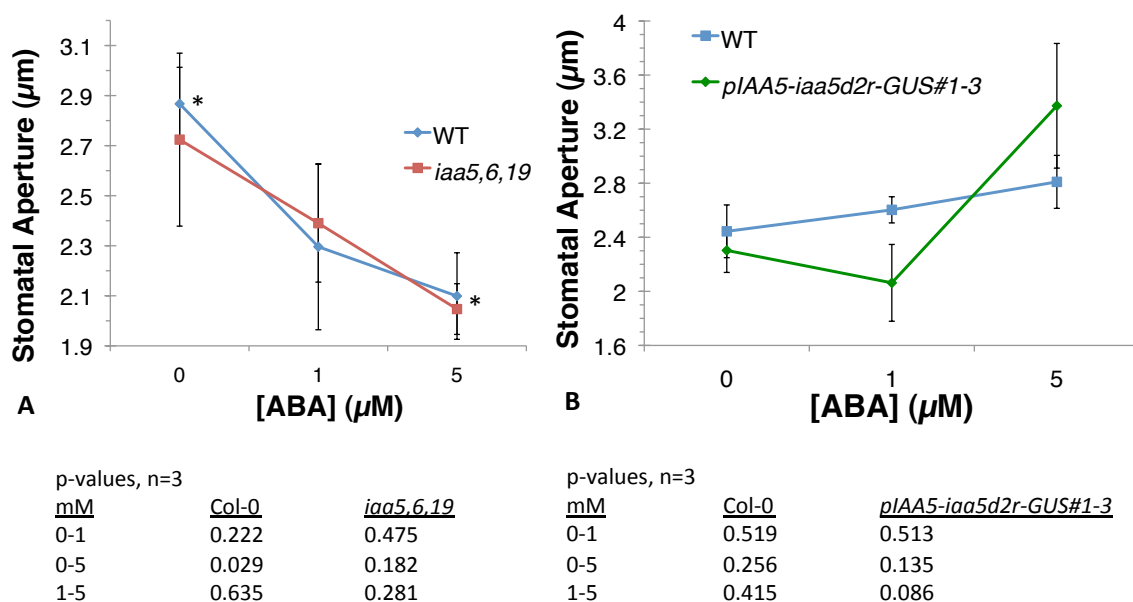 Stomatal Aperture (µm)
3.1
2.9
2.7
2.5
2.3
2.1
1.9
*
*
WT
iaa5,6,19
0 1 5
[ABA] (µM)
A
Stomatal Aperture (µm)
4
3.6
3.2
2.8
2.4
2
1.6
WT
pIAA5-iaa5d2r-GUS#1-3
0 1 5
[ABA] (µM)
B
p-values, n=3
mM Col-0 iaa5,6,19
0-1 0.222 0.475
0-5 0.029 0.182
1-5 0.635 0.281
p-values, n=3
mM Col-0 pIAA5-iaa5d2r-GUS#1-3
0-1 0.519 0.513
0-5 0.256 0.135
1-5 0.415 0.086